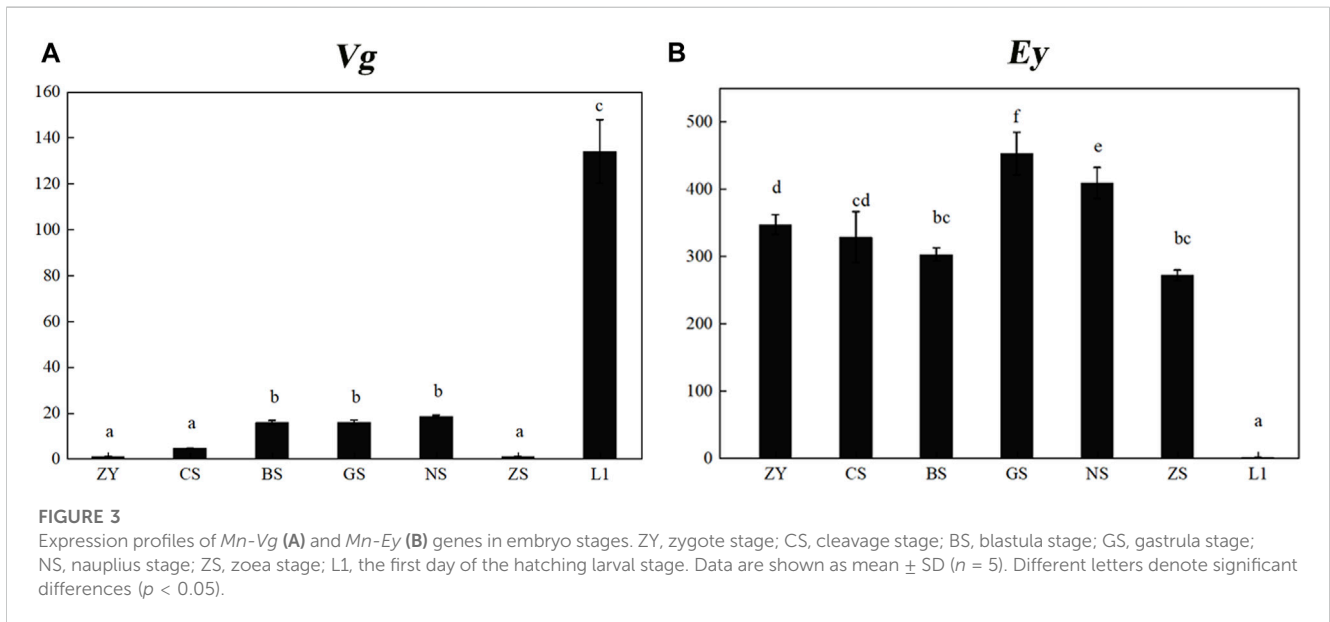 A
Vg
160
140
120
100
80
60
40
20
0
a
a
b
b
b
a
c
ZY CS BS GS NS ZS L1
B
Ey
500
400
300
200
100
0
d
cd
bc
f
e
bc
a
ZY CS BS GS NS ZS L1
FIGURE 3
Expression profiles of Mn-Vg (A) and Mn-Ey (B) genes in embryo stages. ZY, zygote stage; CS, cleavage stage; BS, blastula stage; GS, gastrula stage;
NS, nauplius stage; ZS, zoea stage; L1, the first day of the hatching larval stage. Data are shown as mean ± SD (n = 5). Different letters denote significant
differences (p < 0.05).